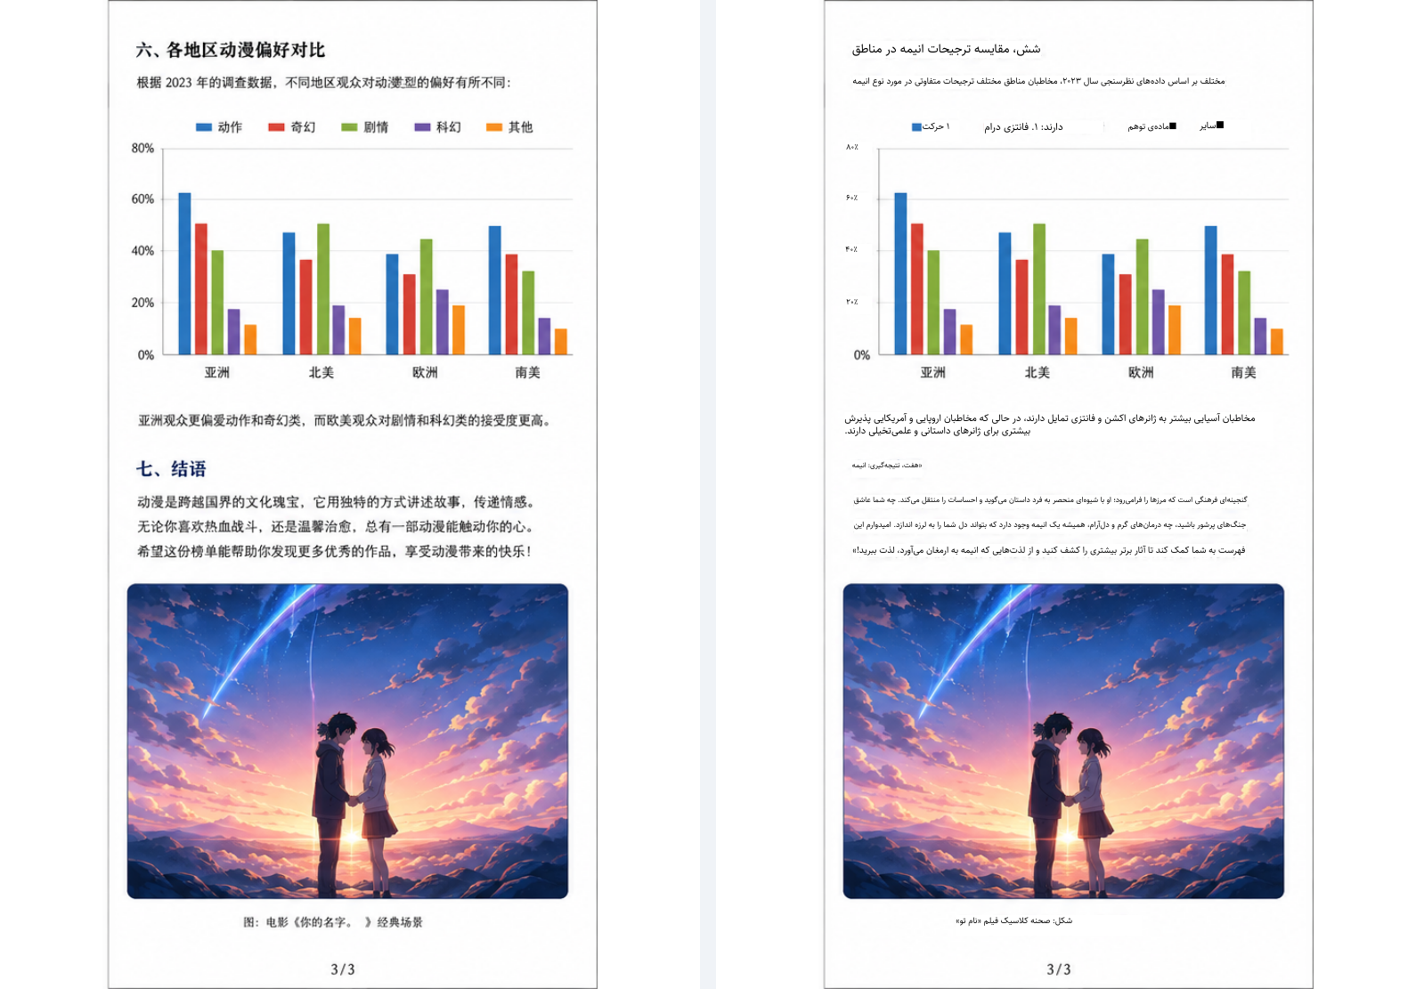 六、各地区动漫偏好对比
根据 2023 年的调查数据，不同地区观众对动漫类型的偏好有所不同：
动作 奇幻 剧情 科幻 其他
80%
60%
40%
20%
0%
亚洲 北美 欧洲 南美
亚洲观众更偏爱动作和奇幻类，而欧美观众对剧情和科幻类的接受度更高。
七、结语
动漫是跨越国界的文化瑰宝，它用独特的方式讲述故事，传递情感。
无论你喜欢热血战斗，还是温馨治愈，总有一部动漫能触动你的心。
希望这份榜单能帮助你发现更多优秀的作品，享受动漫带来的快乐！
图：电影《你的名字。 》经典场景
3/3
شش، مقایسه ترجیحات انیمه در مناطق
مختلف بر اساس داده‌های نظرسنجی سال ۲۰۲۳، مخاطبان مناطق مختلف ترجیحات متفاوتی در مورد نوع انیمه
۱ حرکت
دارند: ۱. فانتزی درام
■ماده‌ی توهم
■سایر
۸۰٪
۶۰٪
۴۰٪
۲۰٪
0%
亚洲 北美 欧洲 南美
مخاطبان آسیایی بیشتر به ژانرهای اکشن و فانتزی تمایل دارند، در حالی که مخاطبان اروپایی و آمریکایی پذیرش
بیشتری برای ژانرهای داستانی و علمی‌تخیلی دارند.
«هفت، نتیجه‌گیری: انیمه
گنجینه‌ای فرهنگی است که مرزها را فرامی‌رود؛ او با شیوه‌ای منحصر به فرد داستان می‌گوید و احساسات را منتقل می‌کند. چه شما عاشق
جنگ‌های پرشور باشید، چه درمان‌های گرم و دل‌آرام، همیشه یک انیمه وجود دارد که بتواند دل شما را به لرزه اندازد. امیدوارم این
فهرست به شما کمک کند تا آثار برتر بیشتری را کشف کنید و از لذت‌هایی که انیمه به ارمغان می‌آورد، لذت ببرید!»
شکل: صحنه کلاسیک فیلم «نام تو»
3/3